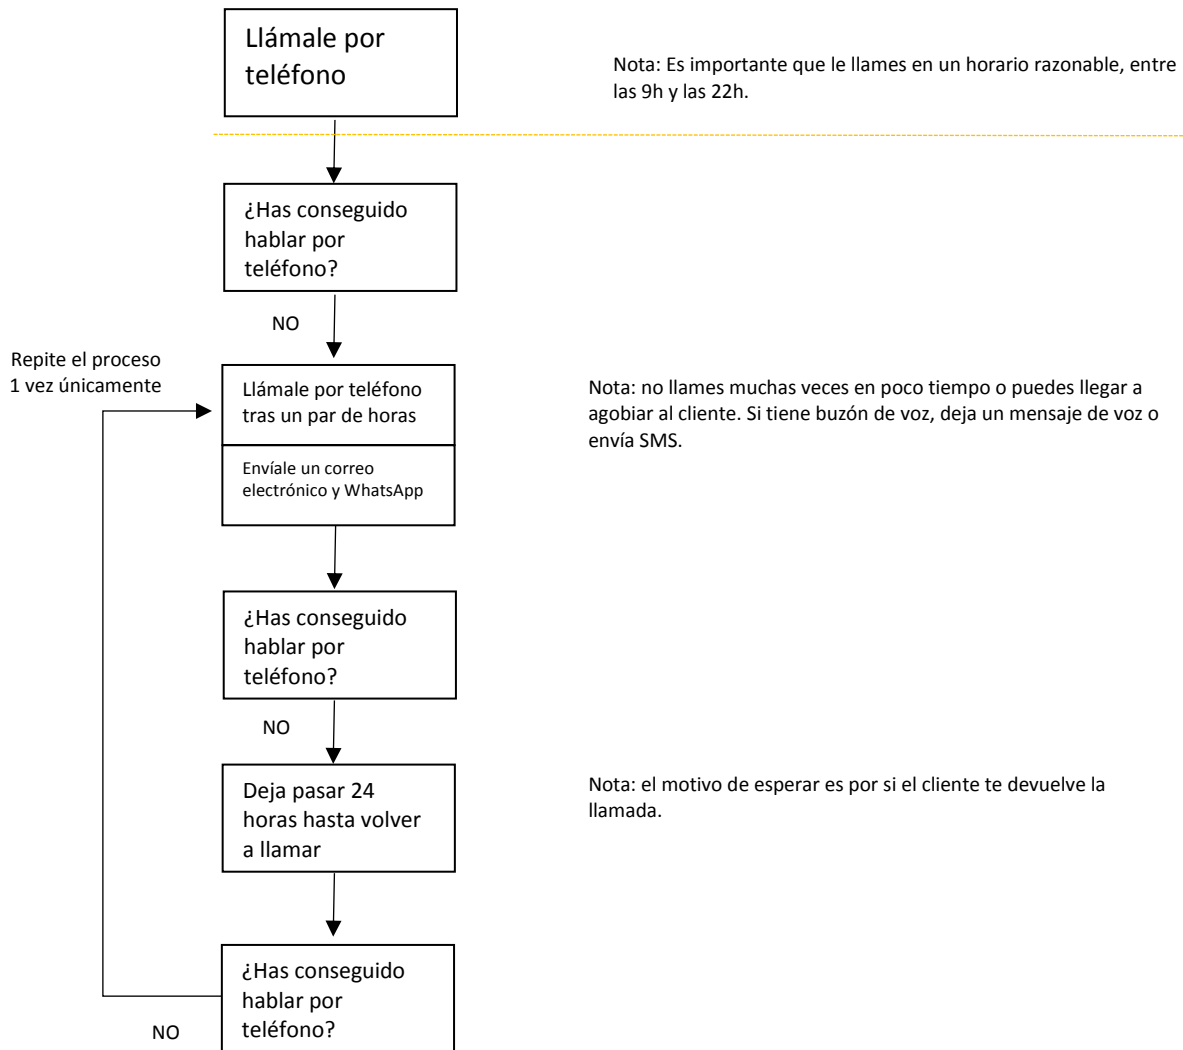 Llámale por
teléfono
Nota: Es importante que le llames en un horario razonable, entre
las 9h y las 22h.
¿Has conseguido
hablar por
teléfono?
NO
Repite el proceso
1 vez únicamente
Llámale por teléfono
tras un par de horas
Nota: no llames muchas veces en poco tiempo o puedes llegar a
agobiar al cliente. Si tiene buzón de voz, deja un mensaje de voz o
envía SMS.
Envíale un correo
electrónico y WhatsApp
¿Has conseguido
hablar por
teléfono?
NO
Deja pasar 24
horas hasta volver
a llamar
Nota: el motivo de esperar es por si el cliente te devuelve la
llamada.
¿Has conseguido
hablar por
teléfono?
NO